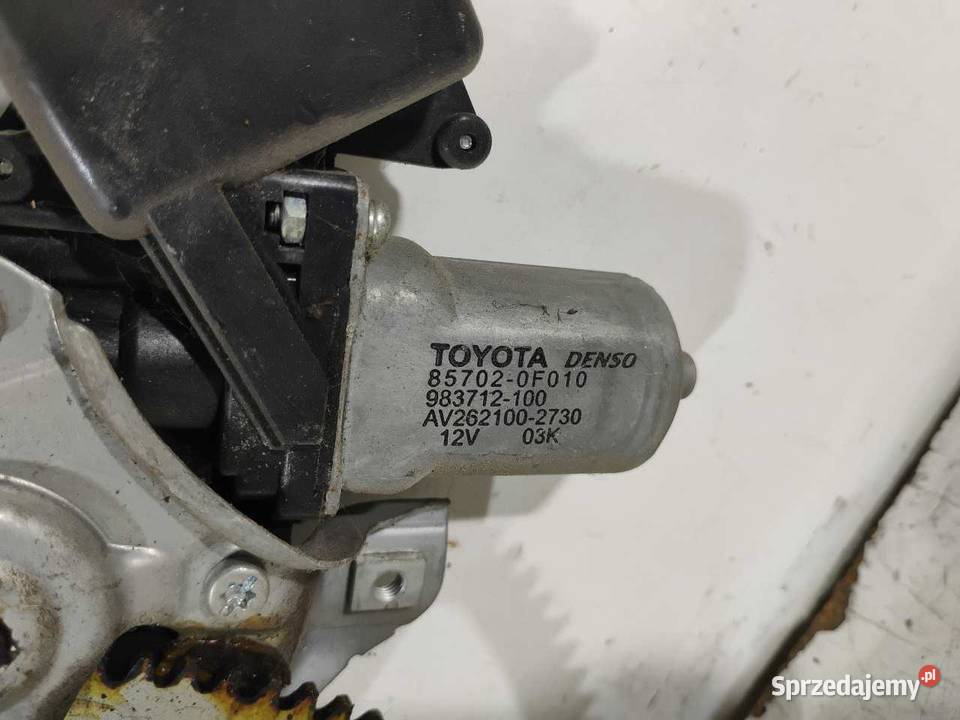 TOYOTA DENSO
85702-0F010
983712-100
AV262100-2730
12V 03K
Sprzedajemy.pl